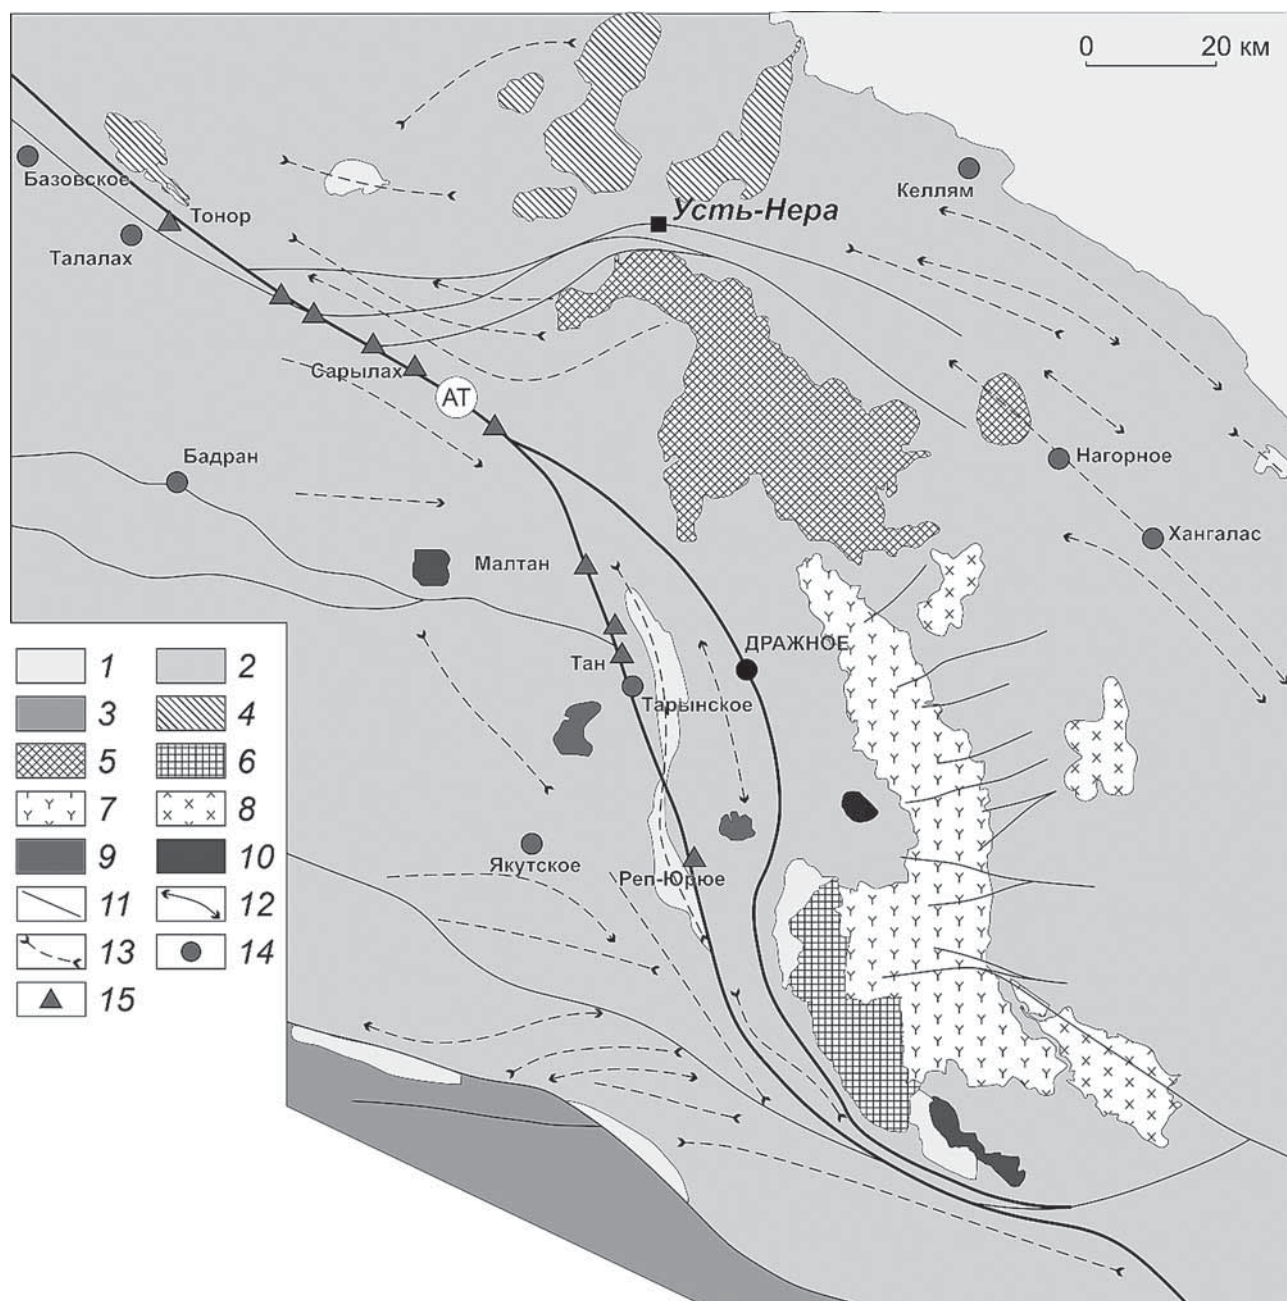 0 20 км
Келлям
Базовское
Тонор
Усть-Нера
Талалах
Сарылах
АТ
Бадран
Нагорное
Хангалас
Малтан
ДРАЖНОЕ
Тан
Тарынское
Якутское
Реп-Юрюе
1 2
3 4
5 6
7 8
9 10
11 12
13 14
15